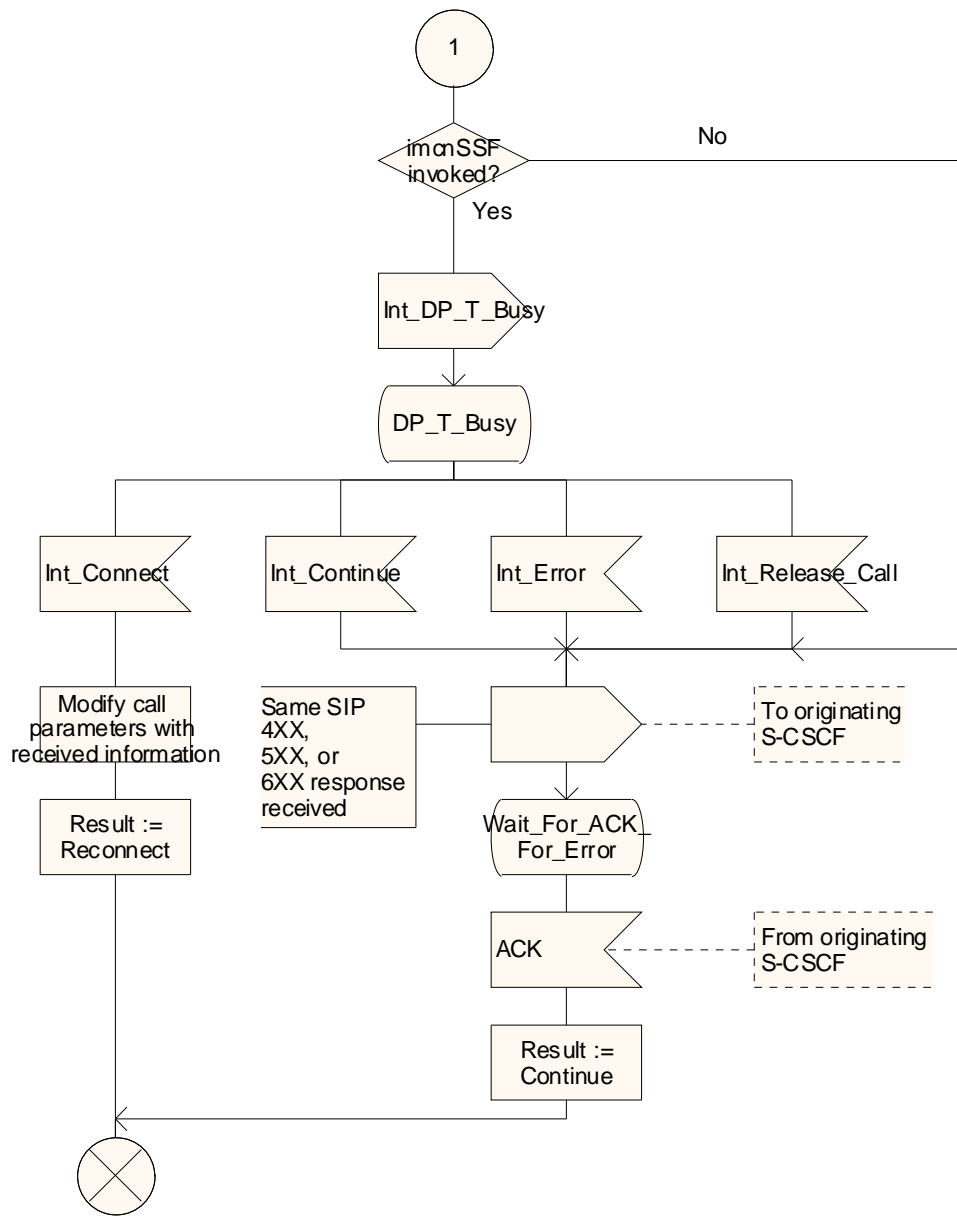 1
No
imcnSSF
invoked?
Yes
Int_DP_T_Busy
DP_T_Busy
Int_Connect
Int_Continue
Int_Error
Int_Release_Call
Modify call
parameters with
received information
Same SIP
4XX,
5XX, or
6XX response
received
To originating
S-CSCF
Result :=
Reconnect
Wait_For_ACK_
For_Error
ACK
From originating
S-CSCF
Result :=
Continue